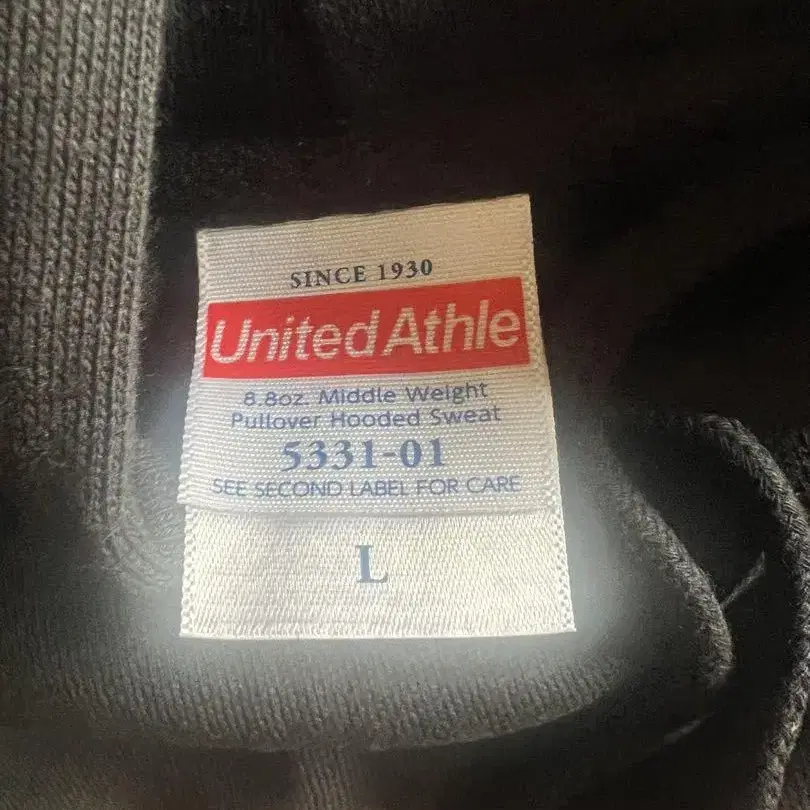 SINCE 1930
United Athle
8.8oz. Middle Weight
Pullover Hooded Sweat
5331-01
SEE SECOND LABEL FOR CARE
L